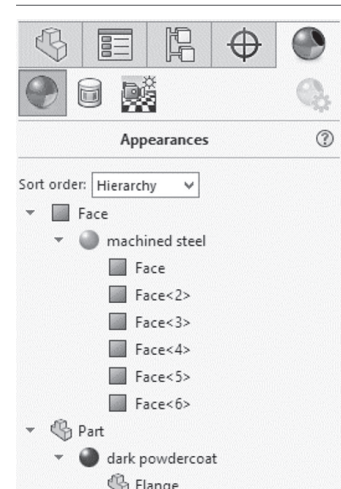 Appearances
Sort order: Hierarchy
Face
machined steel
Face
Face<2>
Face<3>
Face<4>
Face<5>
Face<6>
Part
dark powdercoat
Flange